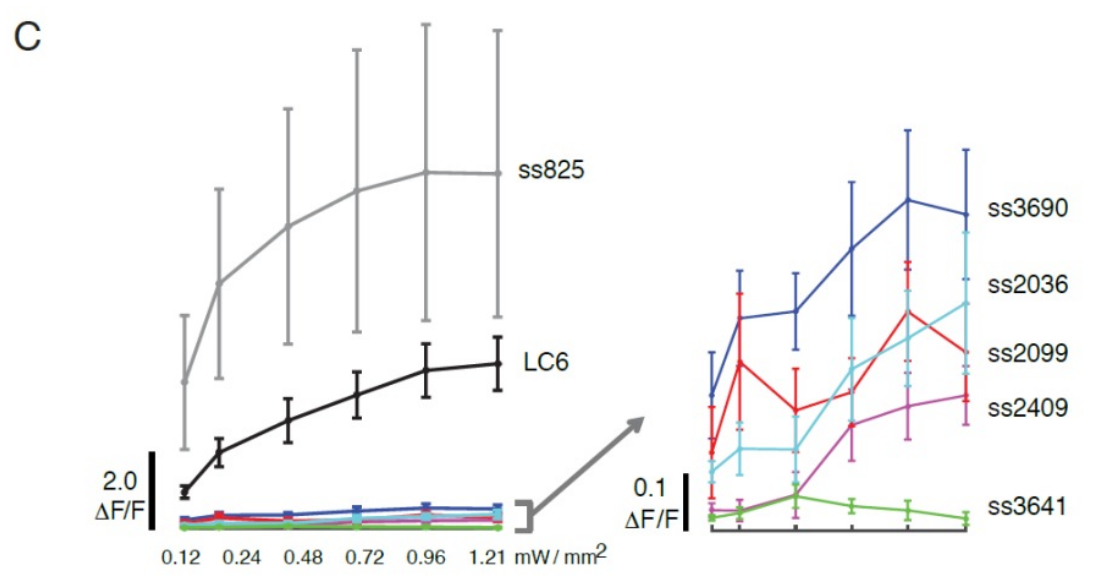 C
ss825
LC6
2.0
ΔF/F
0.12 0.24 0.48 0.72 0.96 1.21 mW/mm²
ss3690
ss2036
ss2099
ss2409
0.1
ΔF/F
ss3641